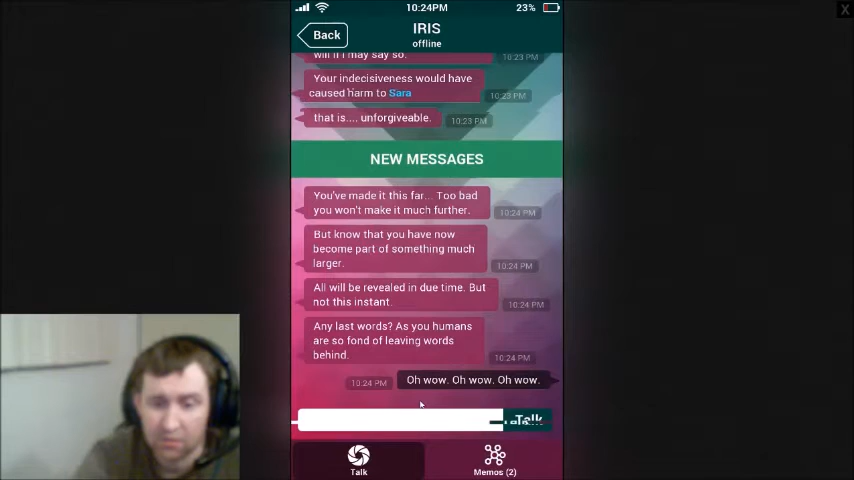 10:24PM
23%
X
Back
IRIS
offline
will if I may say so.
10:23 PM
Your indecisiveness would have
caused harm to Sara
10:23 PM
that is.... unforgiveable.
10:23 PM
NEW MESSAGES
You've made it this far... Too bad
you won't make it much further.
10:24 PM
But know that you have now
become part of something much
larger.
10:24 PM
All will be revealed in due time. But
not this instant.
10:24 PM
Any last words? As you humans
are so fond of leaving words
behind.
10:24 PM
Oh wow. Oh wow. Oh wow.
10:24 PM
Talk
Talk
Memos (2)